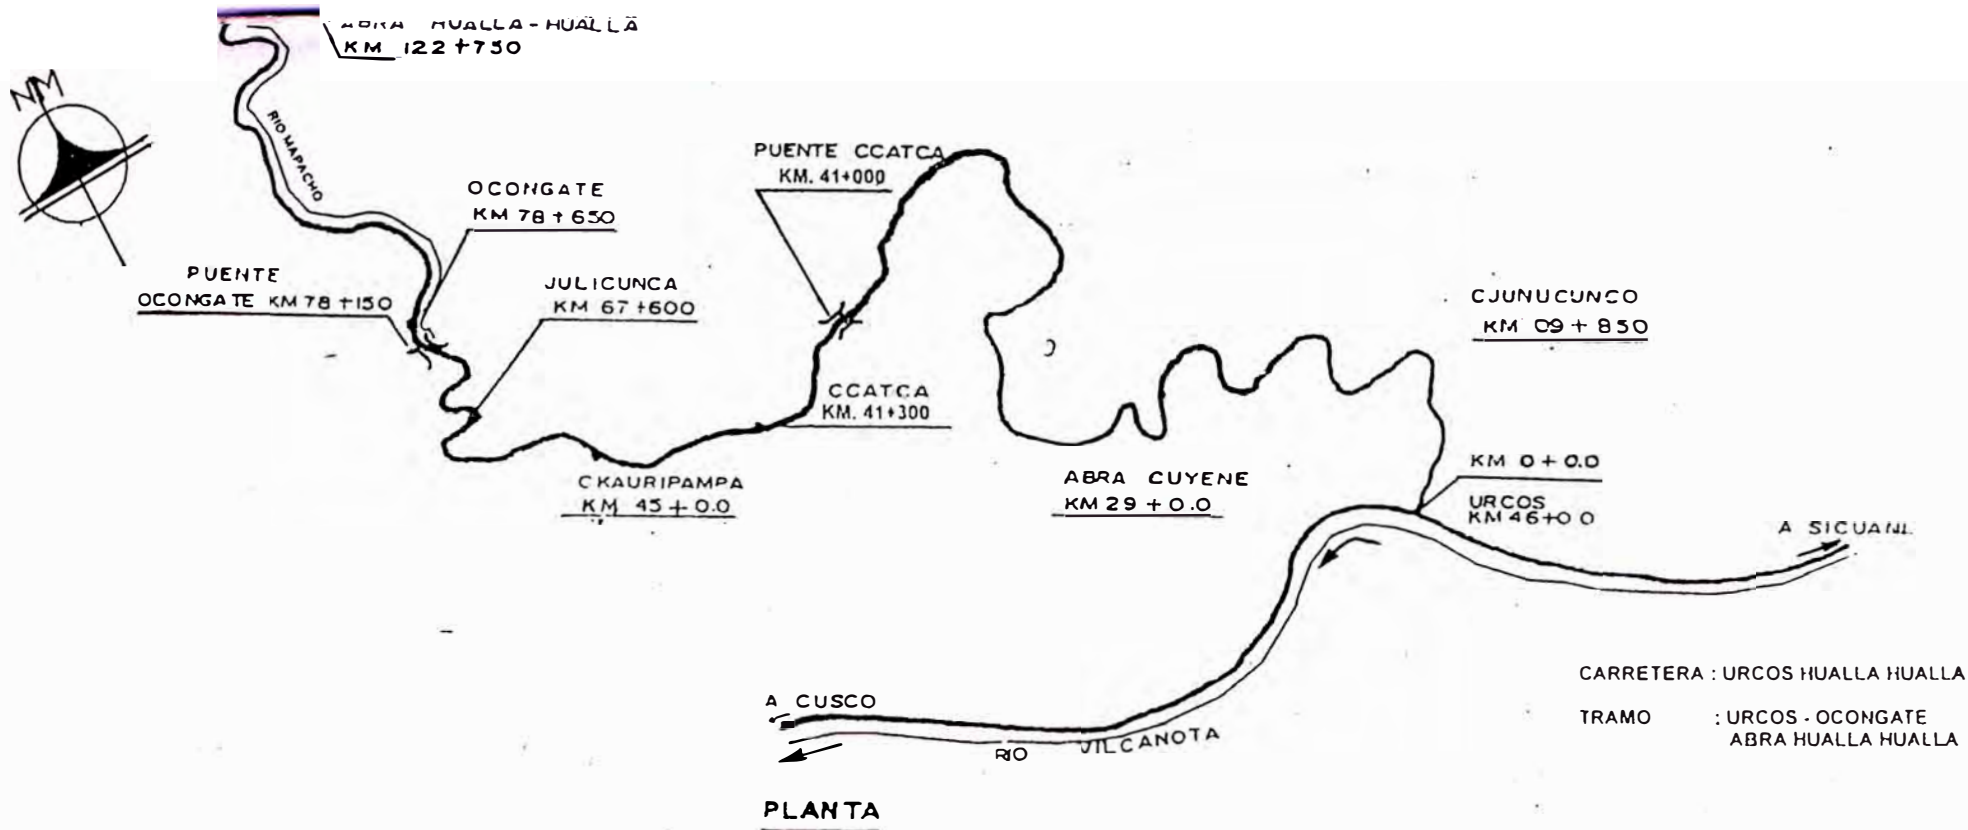 ABRA HUALLA - HUALLA
KM 122+750
NM
RIO MAPACHO
PUENTE CCATCA
KM. 41+000
OCONGATE
KM 78+650
PUENTE
OCONGATE KM 78+150
JULICUNCA
KM 67+600
CJUNUCUNCO
KM 09+850
CCATCA
KM. 41+300
CKAURIPAMPA
KM 45+0.0
ABRA CUYENE
KM 29+0.0
KM 0+0.0
URCOS
KM 46+0 0
A SICUANI.
A CUSCO
RIO VILCANOTA
CARRETERA : URCOS HUALLA HUALLA
TRAMO : URCOS - OCONGATE
ABRA HUALLA HUALLA
PLANTA